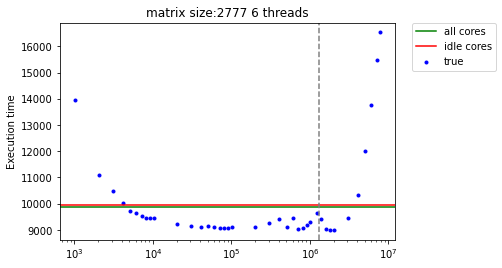 matrix size:2777 6 threads
16000
15000
14000
13000
12000
11000
10000
9000
Execution time
10³ 10⁴ 10⁵ 10⁶ 10⁷
all cores
idle cores
true